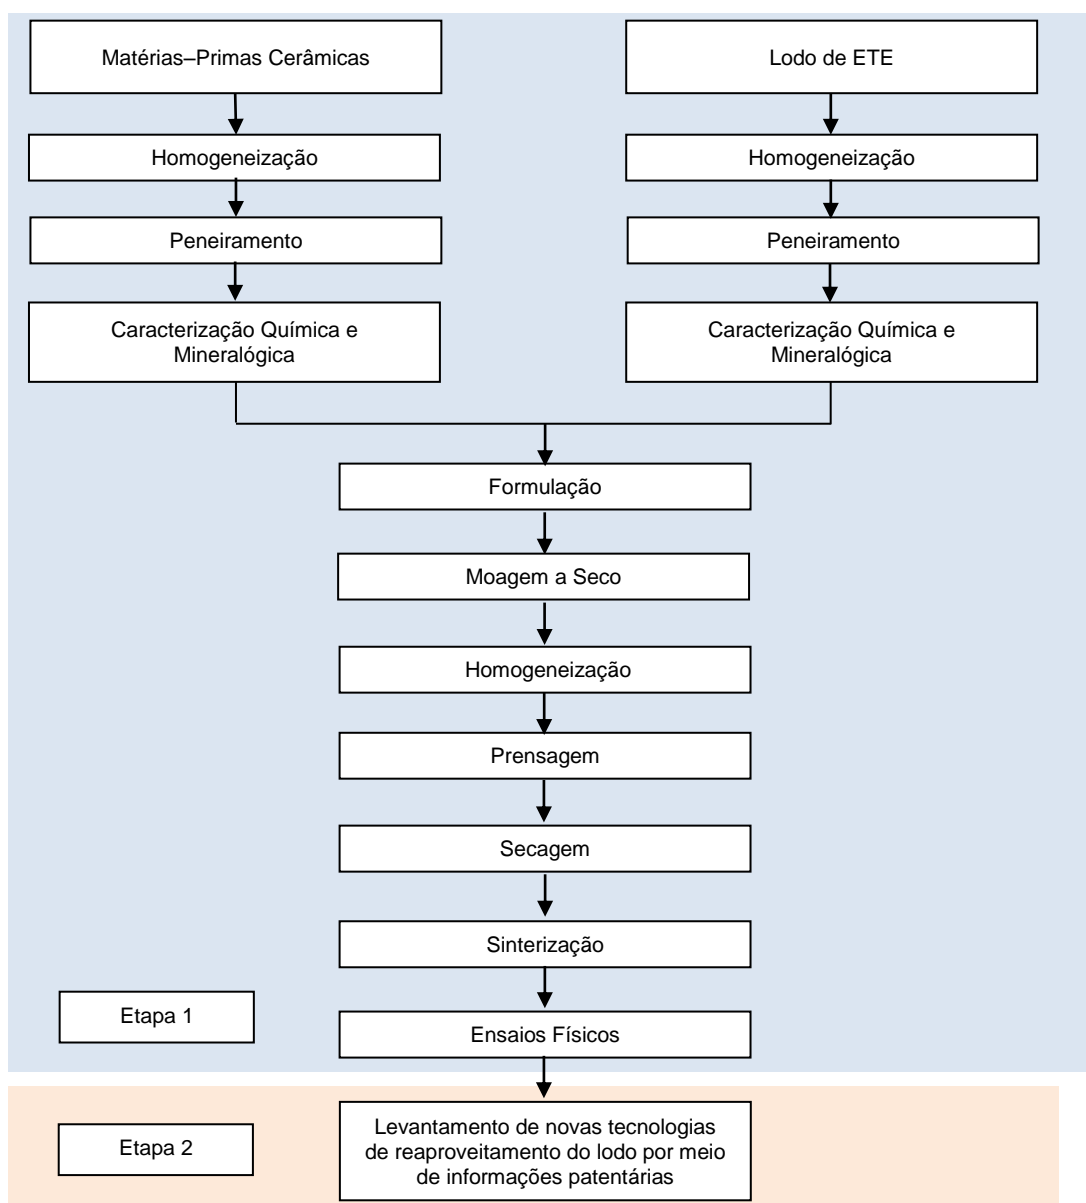 Matérias–Primas Cerâmicas
Lodo de ETE
Homogeneização
Homogeneização
Peneiramento
Peneiramento
Caracterização Química e
Mineralógica
Caracterização Química e
Mineralógica
Formulação
Moagem a Seco
Homogeneização
Prensagem
Secagem
Sinterização
Etapa 1
Ensaios Físicos
Etapa 2
Levantamento de novas tecnologias
de reaproveitamento do lodo por meio
de informações patentárias